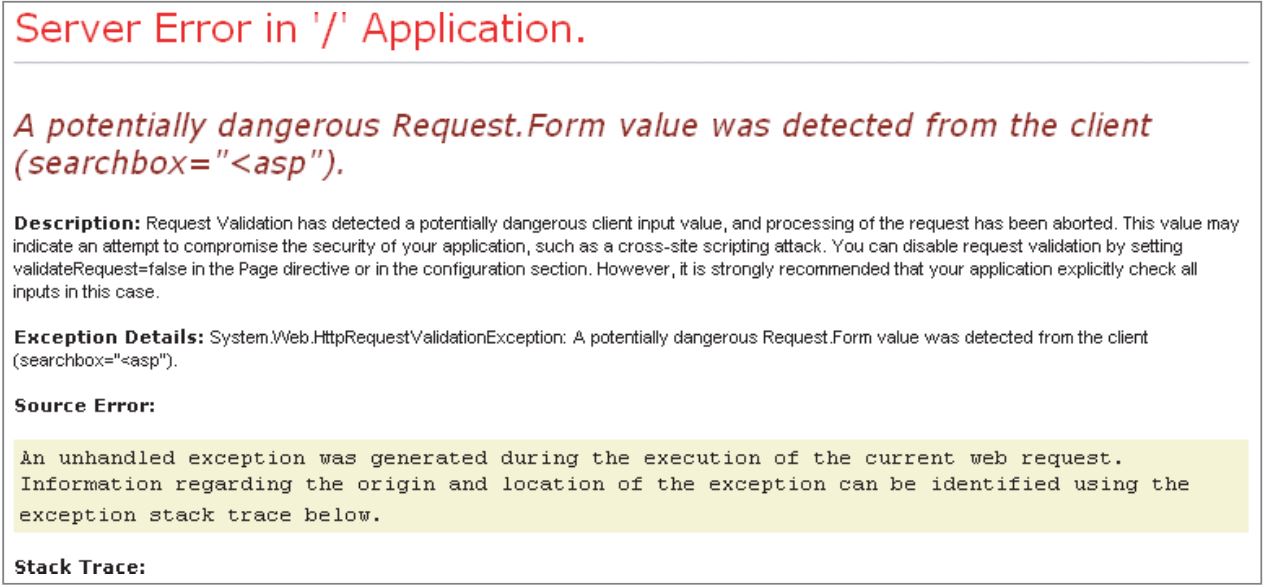 Server Error in '/' Application.
A potentially dangerous Request.Form value was detected from the client
(searchbox="<asp").
Description: Request Validation has detected a potentially dangerous client input value, and processing of the request has been aborted. This value may
indicate an attempt to compromise the security of your application, such as a cross-site scripting attack. You can disable request validation by setting
validateRequest=false in the Page directive or in the configuration section. However, it is strongly recommended that your application explicitly check all
inputs in this case.
Exception Details: System.Web.HttpRequestValidationException: A potentially dangerous Request.Form value was detected from the client
(searchbox="<asp").
Source Error:
An unhandled exception was generated during the execution of the current web request.
Information regarding the origin and location of the exception can be identified using the
exception stack trace below.
Stack Trace: